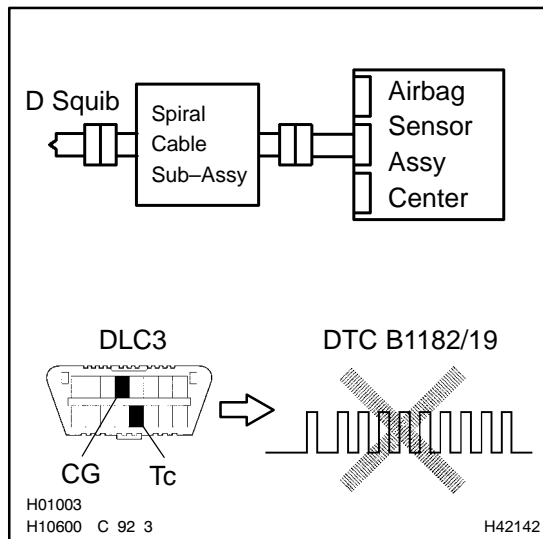 D Squib
Spiral
Cable
Sub–Assy
Airbag
Sensor
Assy
Center
DLC3
DTC B1182/19
CG
Tc
H01003
H10600 C 92 3
H42142